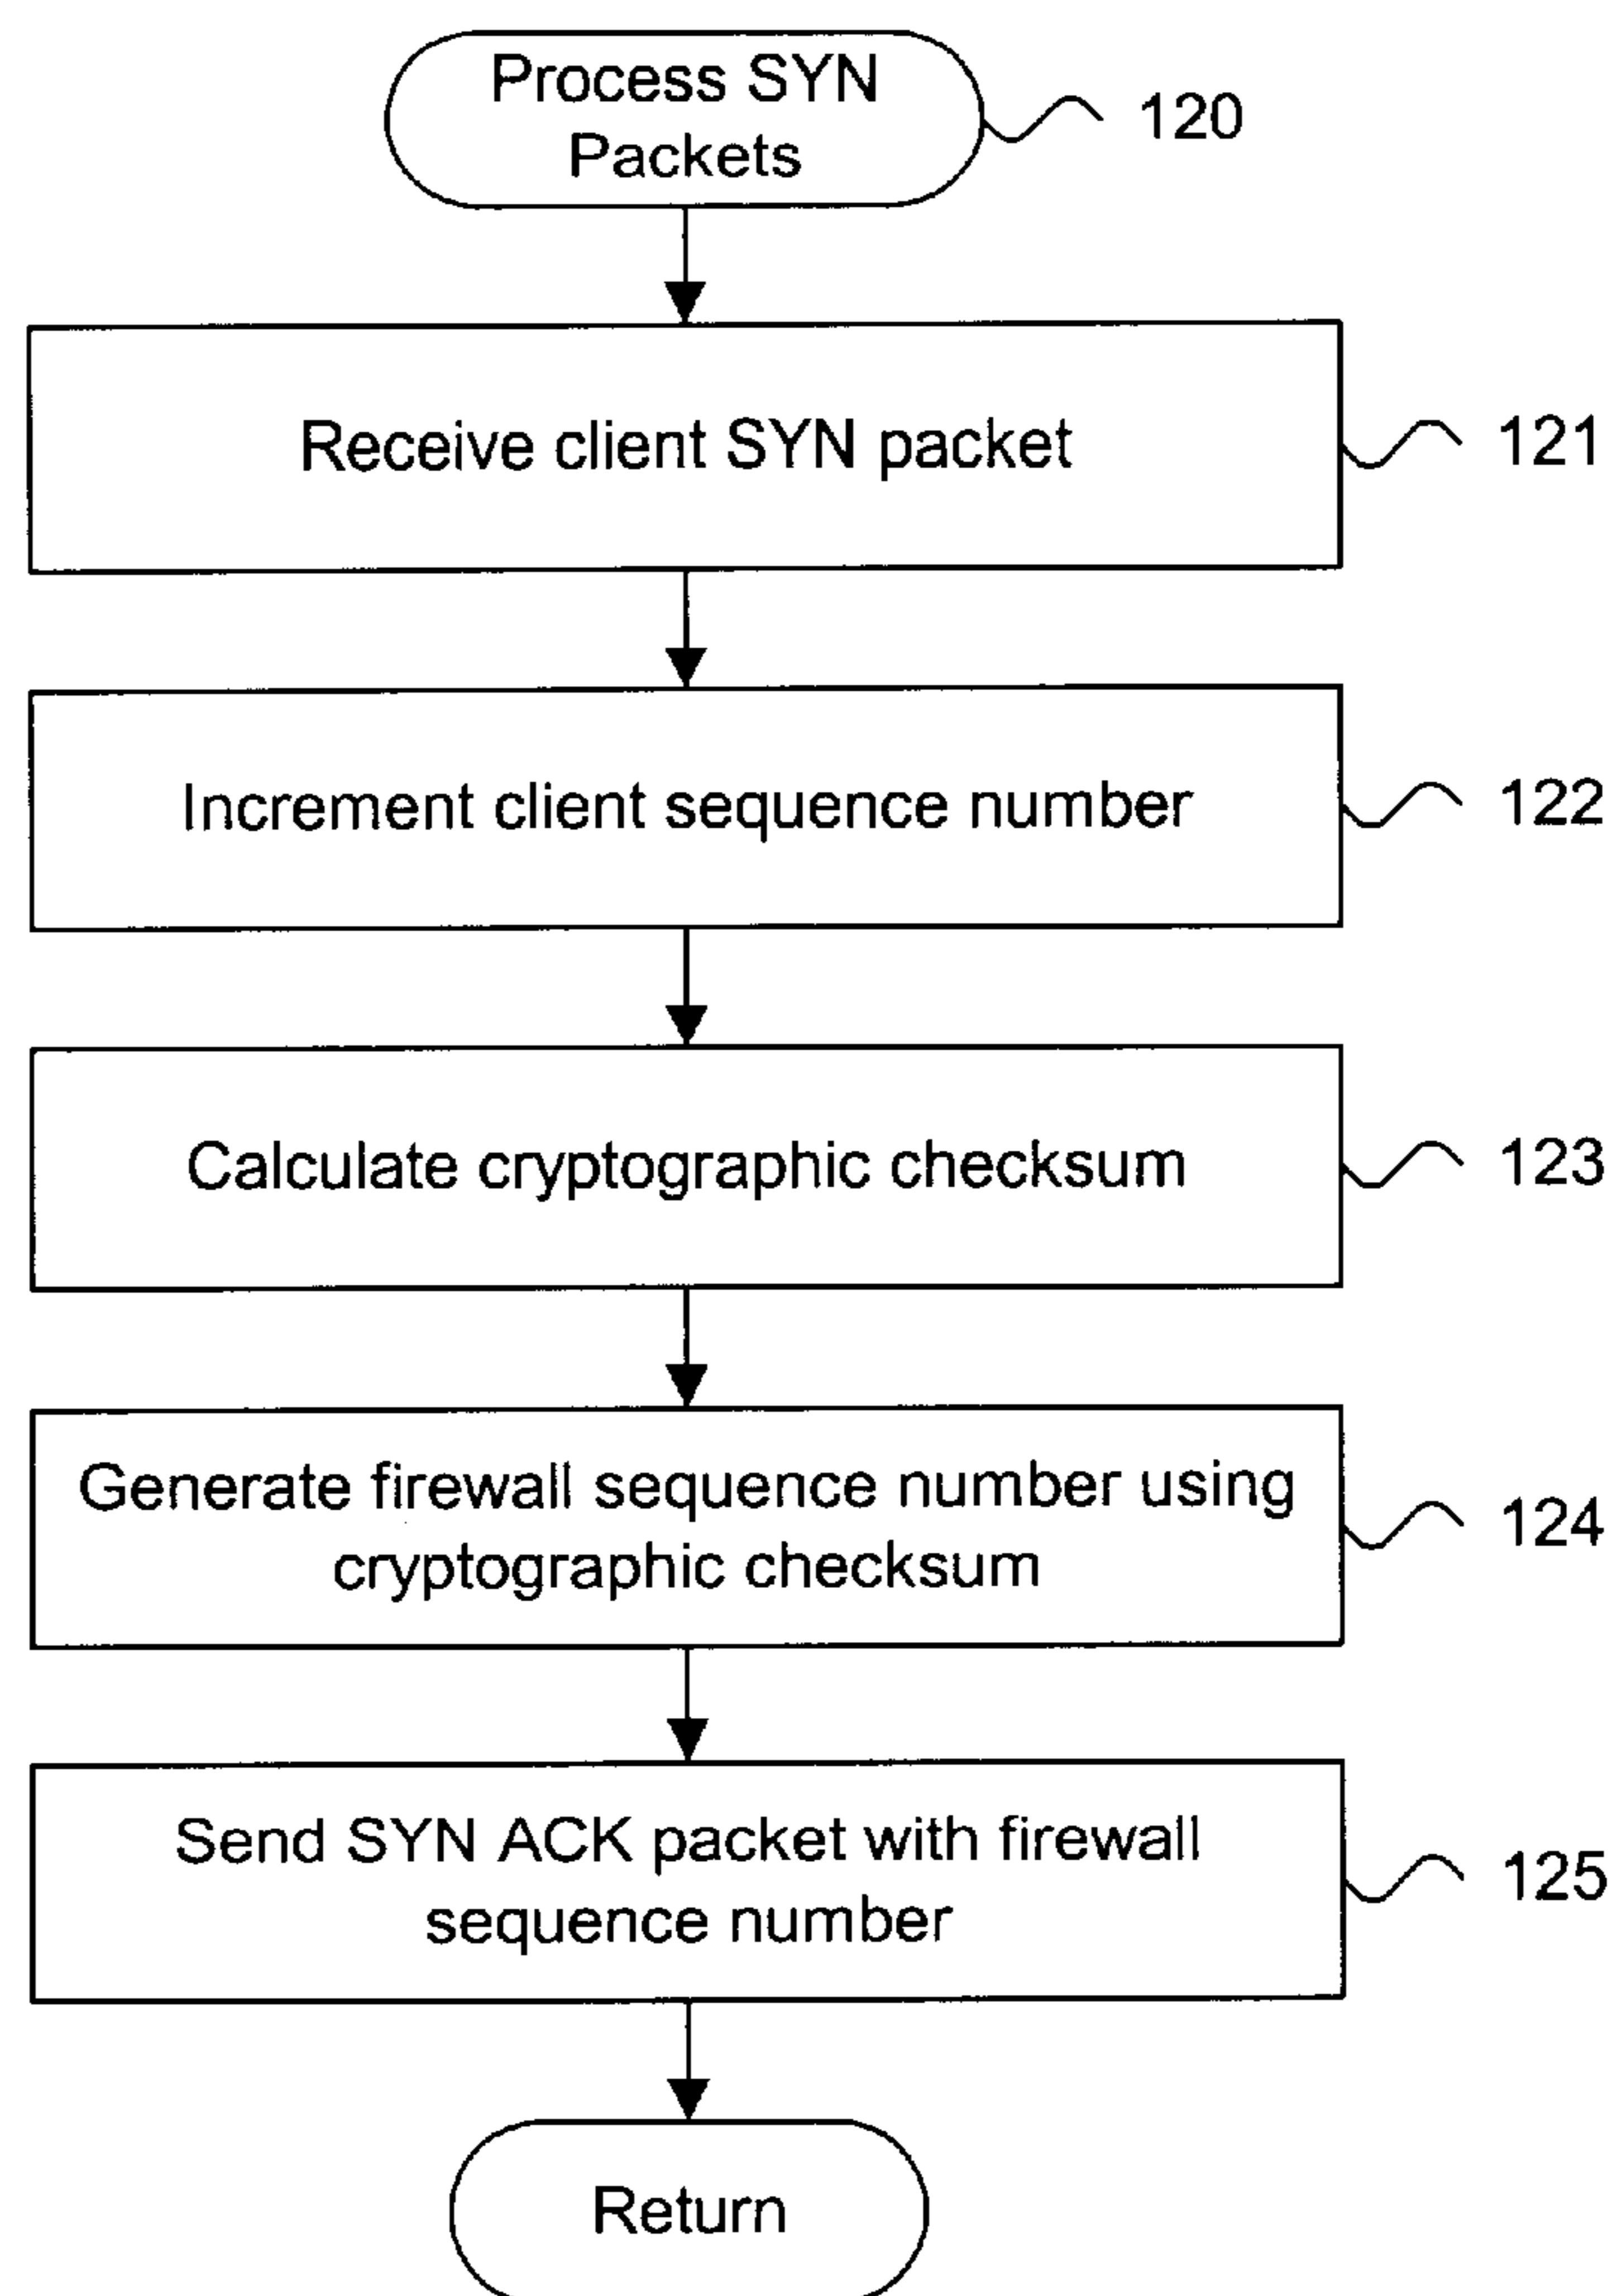 Process SYN
Packets
120
Receive client SYN packet
121
Increment client sequence number
122
Calculate cryptographic checksum
123
Generate firewall sequence number using
cryptographic checksum
124
Send SYN ACK packet with firewall
sequence number
125
Return